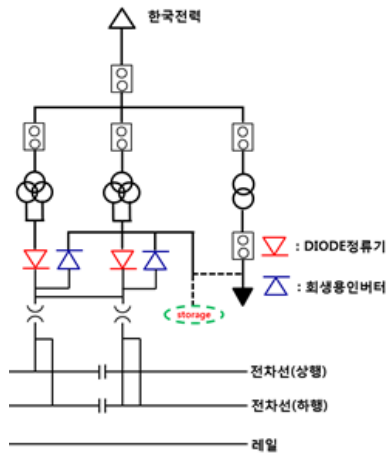 한국전력
: DIODE정류기
: 회생용인버터
storage
전차선(상행)
전차선(하행)
레일